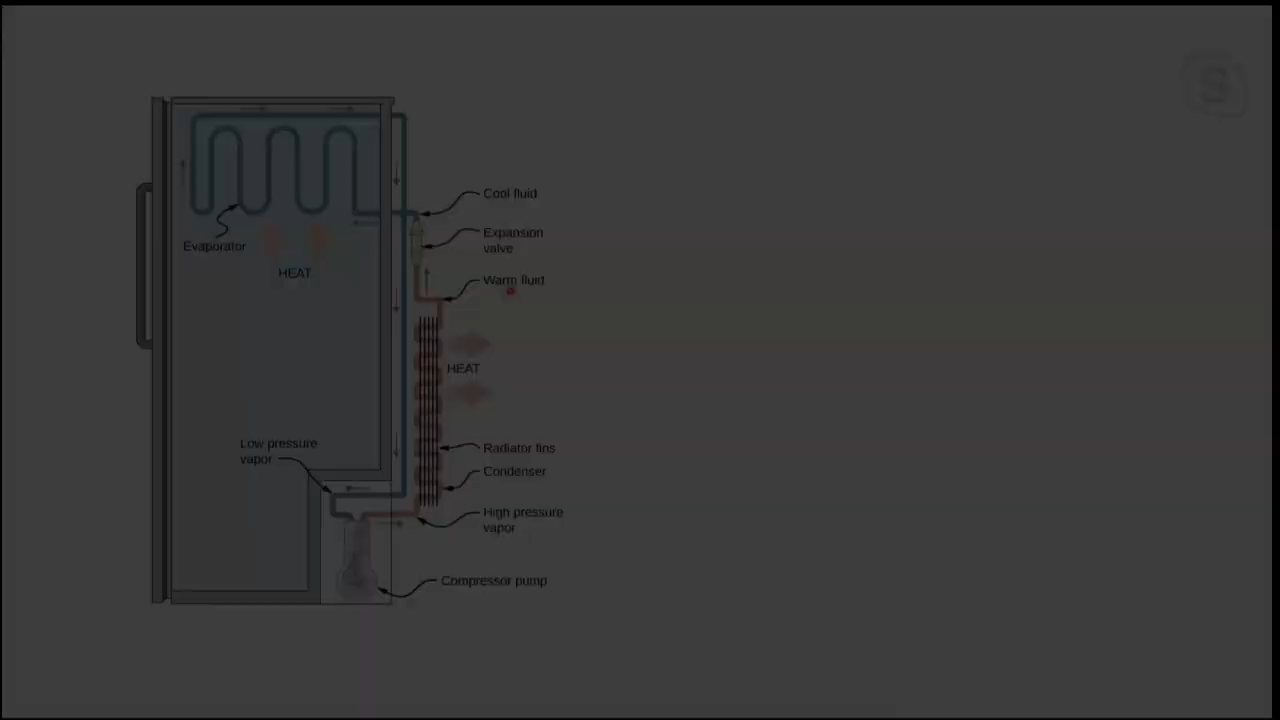 Cool fluid
Expansion
valve
Evaporator
HEAT
Warm fluid
HEAT
Low pressure
vapor
Radiator fins
Condenser
High pressure
vapor
Compressor pump
S